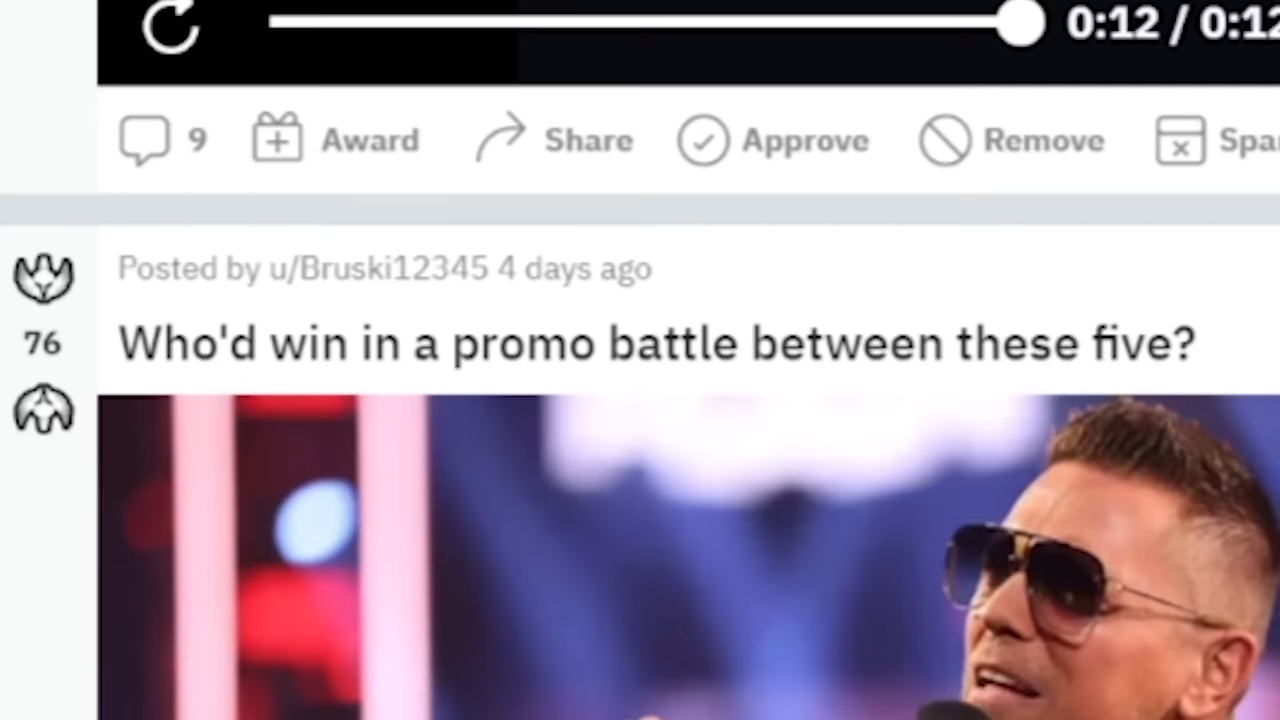 0:12 / 0:12
9 Award Share Approve Remove Spa
Posted by u/Bruski12345 4 days ago
76
Who'd win in a promo battle between these five?